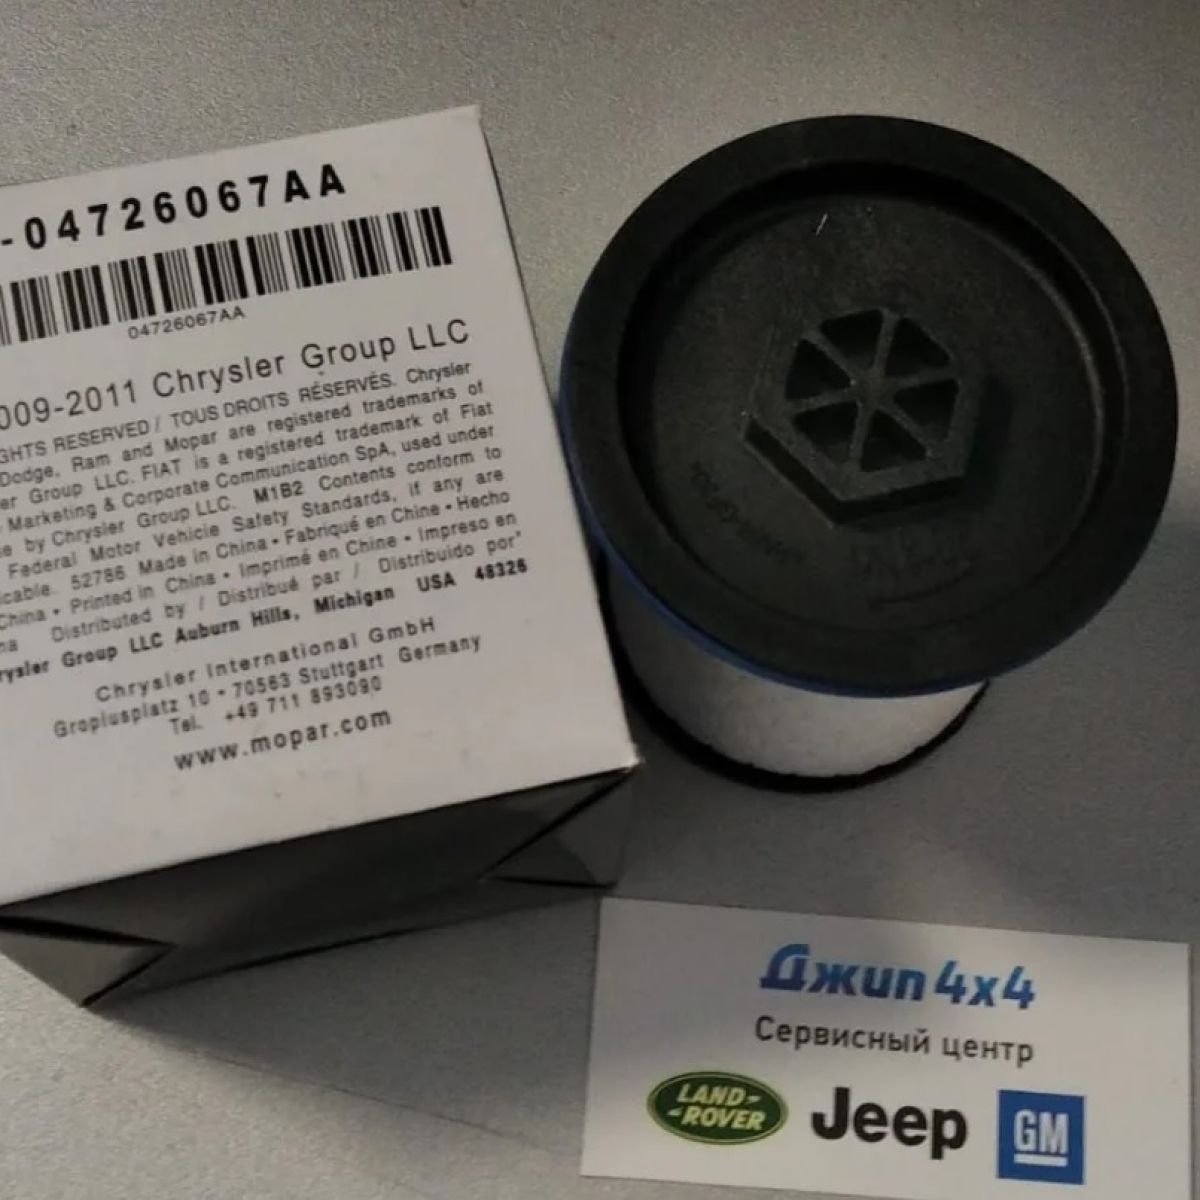 -04726067AA
04726067AA
009-2011 Chrysler Group LLC
GHTS RESERVED / TOUS DROITS RÉSERVÉS. Chrysler
Dodge, Ram and Mopar are registered trademarks of
er Group LLC. FIAT is a registered trademark of Fiat
Marketing & Corporate Communication SpA, used under
se by Chrysler Group LLC. M1B2 Contents conform to
Federal Motor Vehicle Safety Standards, if any are
icable. 52786 Made in China • Fabriqué en Chine • Hecho
China • Printed in China • Imprimé en Chine • Impreso en
na Distributed by / Distribué par / Distribuido por
rysler Group LLC Auburn Hills, Michigan USA 48326
Chrysler International GmbH
Groplusplatz 10 • 70563 Stuttgart Germany
Tel. +49 711 893090
www.mopar.com
Джип 4x4
Сервисный центр
LAND-
-ROVER
Jeep
GM